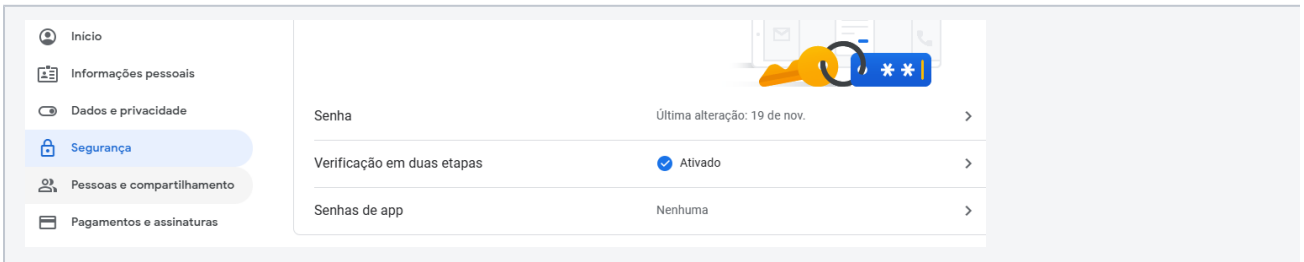 Início
Informações pessoais
Dados e privacidade
Segurança
Pessoas e compartilhamento
Pagamentos e assinaturas
**
Senha Última alteração: 19 de nov.
Verificação em duas etapas Ativado
Senhas de app Nenhuma